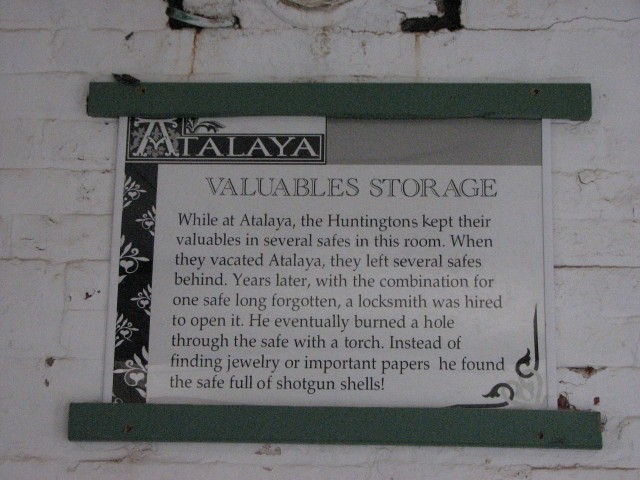 ATALAYA
VALUABLES STORAGE
While at Atalaya, the Huntingtons kept their
valuables in several safes in this room. When
they vacated Atalaya, they left several safes
behind. Years later, with the combination for
one safe long forgotten, a locksmith was hired
to open it. He eventually burned a hole
through the safe with a torch. Instead of
finding jewelry or important papers he found
the safe full of shotgun shells!